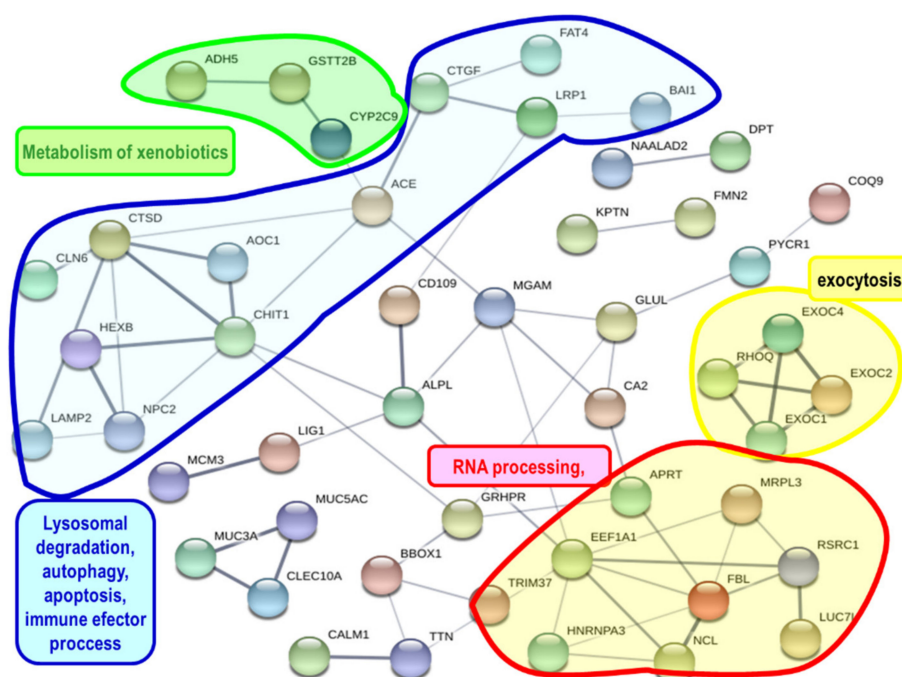 FAT4
ADH5
GSTT2B
CTGF
LRP1
BAI1
CYP2C9
Metabolism of xenobiotics
NAALAD2
DPT
ACE
COQ9
KPTN
FMN2
CTSD
AOC1
CLN6
PYCR1
exocytosis
CD109
MGAM
GLUL
EXOC4
CHIT1
HEXB
RHOQ
EXOC2
ALPL
CA2
EXOC1
LAMP2
NPC2
LIG1
MCM3
RNA processing,
APRT
MRPL3
GRHPR
MUC5AC
Lysosomal
degradation,
autophagy,
apoptosis,
immune efector
proccess
MUC3A
EEF1A1
RSRC1
BBOX1
CLEC10A
TRIM37
FBL
LUC7L
CALM1
TTN
HNRNPA3
NCL